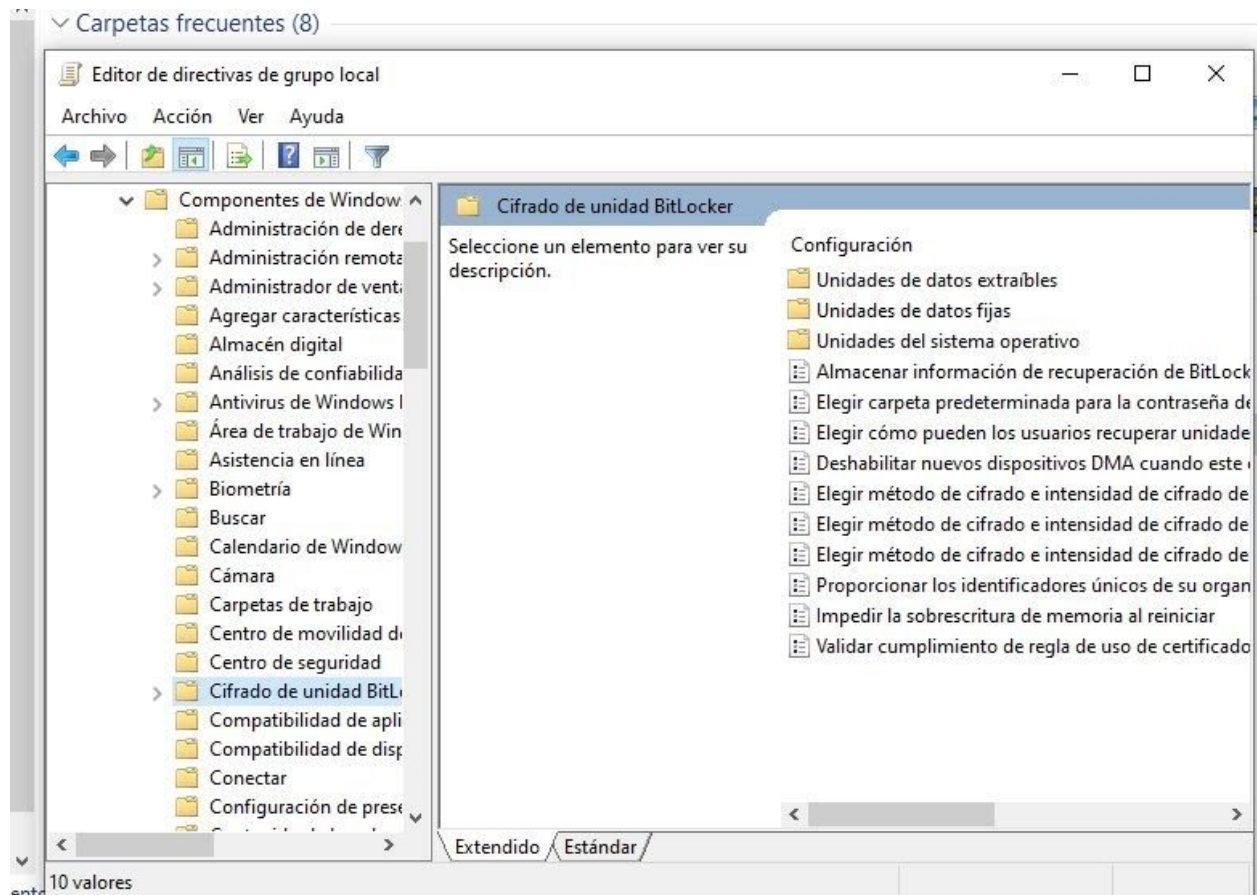 Carpetas frecuentes (8)
Editor de directivas de grupo local
Archivo Acción Ver Ayuda
Componentes de Window
Administración de dere
Administración remota
Administrador de venta
Agregar características
Almacén digital
Análisis de confiabilida
Antivirus de Windows
Área de trabajo de Win
Asistencia en línea
Biometría
Buscar
Calendario de Window
Cámara
Carpetas de trabajo
Centro de movilidad d
Centro de seguridad
Cifrado de unidad BitL
Compatibilidad de apli
Compatibilidad de disp
Conectar
Configuración de prese
Cifrado de unidad BitLocker
Seleccione un elemento para ver su
descripción.
Configuración
Unidades de datos extraíbles
Unidades de datos fijas
Unidades del sistema operativo
Almacenar información de recuperación de BitLock
Elegir carpeta predeterminada para la contraseña de
Elegir cómo pueden los usuarios recuperar unidade
Deshabilitar nuevos dispositivos DMA cuando este
Elegir método de cifrado e intensidad de cifrado de
Elegir método de cifrado e intensidad de cifrado de
Elegir método de cifrado e intensidad de cifrado de
Proporcionar los identificadores únicos de su organ
Impedir la sobrescritura de memoria al reiniciar
Validar cumplimiento de regla de uso de certificado
Extendido Estándar
10 valores